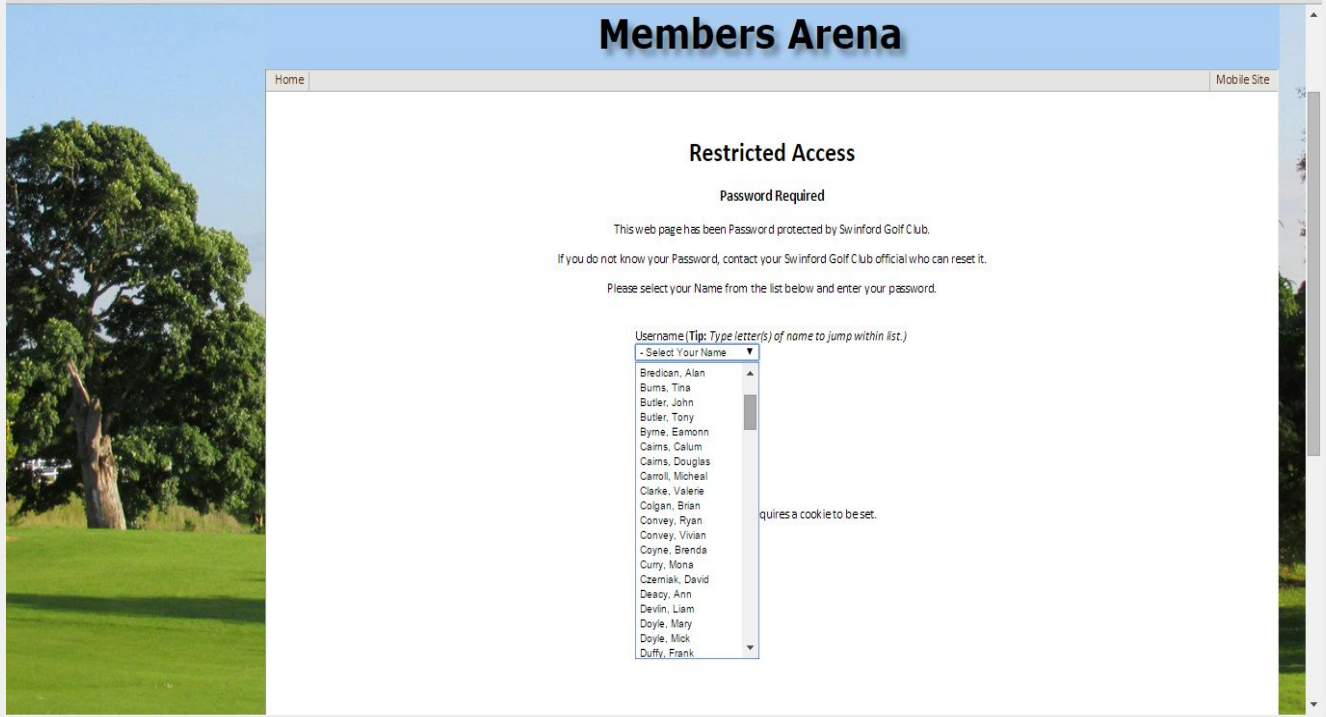 Members Arena
Home
Mobile Site
Restricted Access
Password Required
This web page has been Password protected by Swinford Golf Club.
If you do not know your Password, contact your Swinford Golf Club official who can reset it.
Please select your Name from the list below and enter your password.
Username (Tip: Type letter(s) of name to jump within list.)
- Select Your Name
Bredican, Alan
Burns, Tina
Butler, John
Butler, Tony
Byrne, Eamonn
Cairns, Calum
Cairns, Douglas
Carroll, Micheal
Clarke, Valerie
Colgan, Brian
Convey, Ryan
quires a cookie to be set.
Convey, Vivian
Coyne, Brenda
Curry, Mona
Czerniak, David
Deacy, Ann
Devlin, Liam
Doyle, Mary
Doyle, Mick
Duffy, Frank